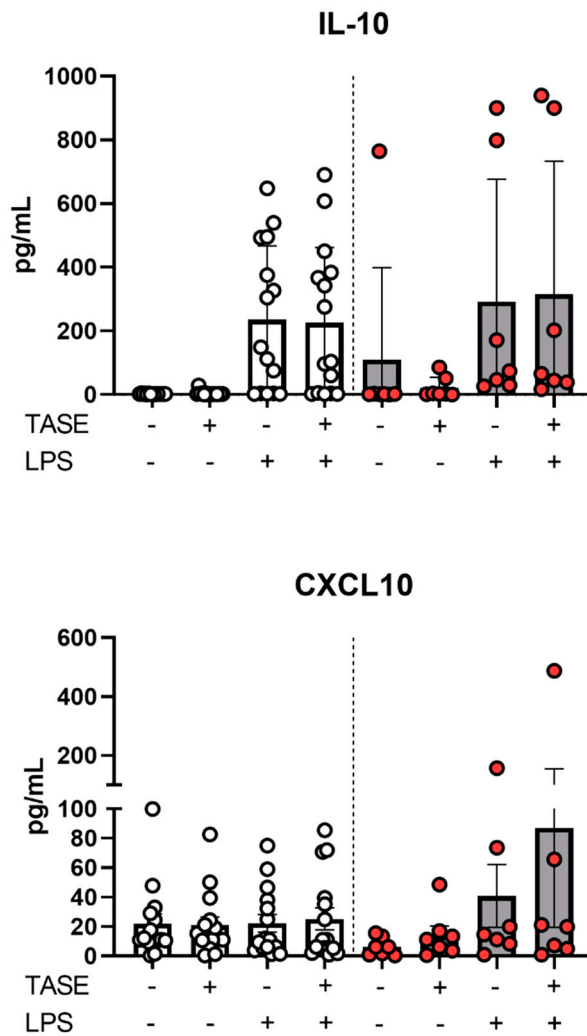 IL-10
1000
800
600
400
200
0
pg/mL
TASE - + - + - + - +
LPS - - + + - - + +
CXCL10
600
400
200
100
80
60
40
20
0
pg/mL
TASE - + - + - + - +
LPS - - + + - - + +